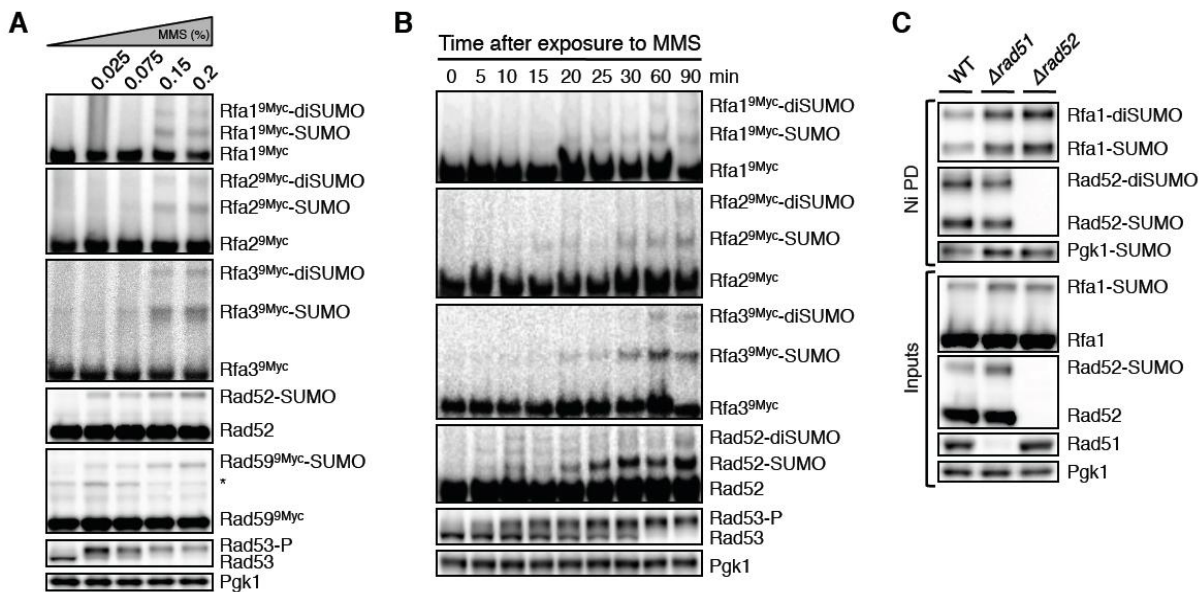 A
MMS (%)
0.025
0.075
0.15
0.2
Rfa1⁹ᴹʸᶜ-diSUMO
Rfa1⁹ᴹʸᶜ-SUMO
Rfa1⁹ᴹʸᶜ
Rfa2⁹ᴹʸᶜ-diSUMO
Rfa2⁹ᴹʸᶜ-SUMO
Rfa2⁹ᴹʸᶜ
Rfa3⁹ᴹʸᶜ-diSUMO
Rfa3⁹ᴹʸᶜ-SUMO
Rfa3⁹ᴹʸᶜ
Rad52-SUMO
Rad52
Rad59⁹ᴹʸᶜ-SUMO
*
Rad59⁹ᴹʸᶜ
Rad53-P
Rad53
Pgk1
B
Time after exposure to MMS
0 5 10 15 20 25 30 60 90 min
Rfa1⁹ᴹʸᶜ-diSUMO
Rfa1⁹ᴹʸᶜ-SUMO
Rfa1⁹ᴹʸᶜ
Rfa2⁹ᴹʸᶜ-diSUMO
Rfa2⁹ᴹʸᶜ-SUMO
Rfa2⁹ᴹʸᶜ
Rfa3⁹ᴹʸᶜ-diSUMO
Rfa3⁹ᴹʸᶜ-SUMO
Rfa3⁹ᴹʸᶜ
Rad52-diSUMO
Rad52-SUMO
Rad52
Rad53-P
Rad53
Pgk1
C
WT
Δrad51
Δrad52
Ni PD
Rfa1-diSUMO
Rfa1-SUMO
Rad52-diSUMO
Rad52-SUMO
Pgk1-SUMO
Inputs
Rfa1-SUMO
Rfa1
Rad52-SUMO
Rad52
Rad51
Pgk1